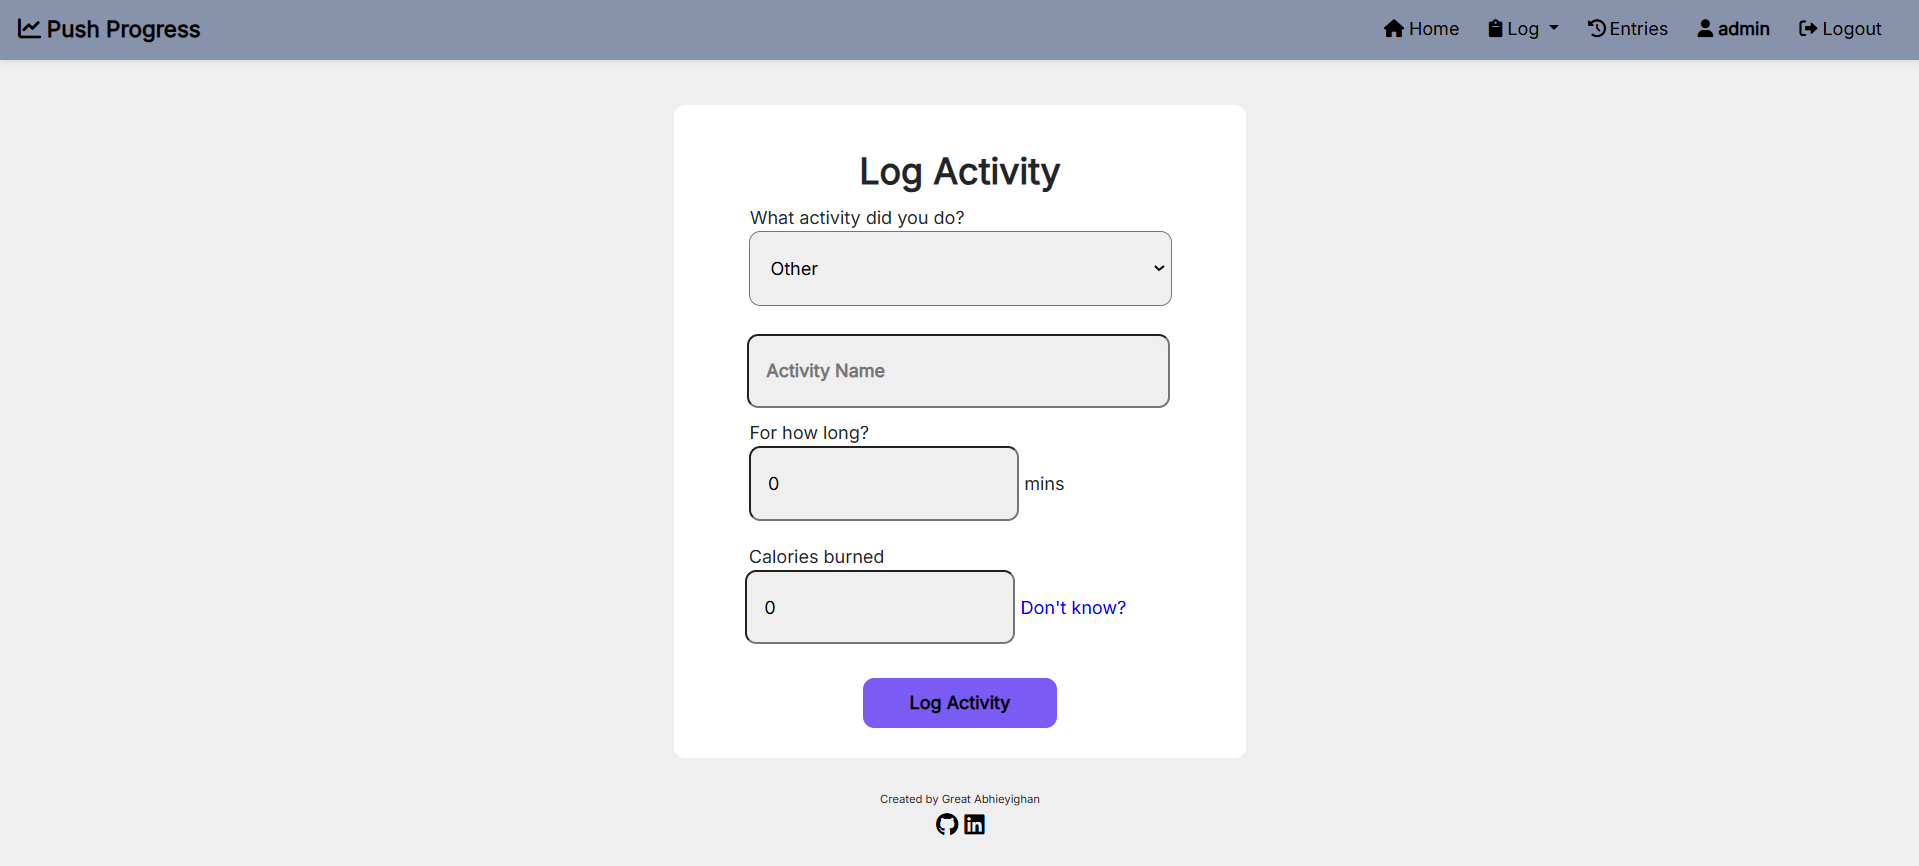 Push Progress Home Log Entries admin Logout
Log Activity
What activity did you do?
Other
Activity Name
For how long?
0 mins
Calories burned
0 Don't know?
Log Activity
Created by Great Abhieyighan